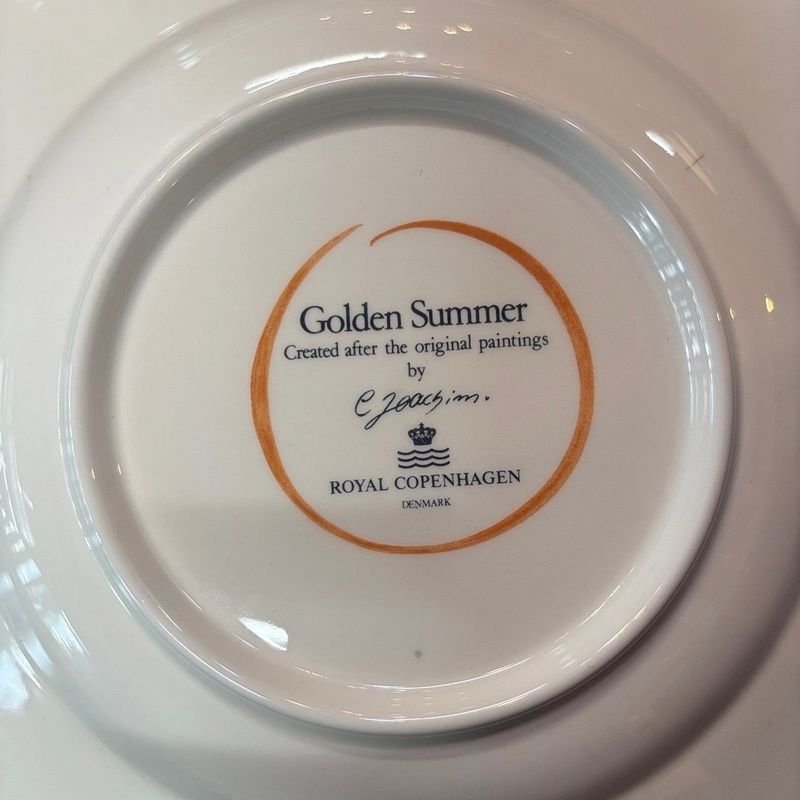 Golden Summer
Created after the original paintings
by
C Joachim.
ROYAL COPENHAGEN
DENMARK